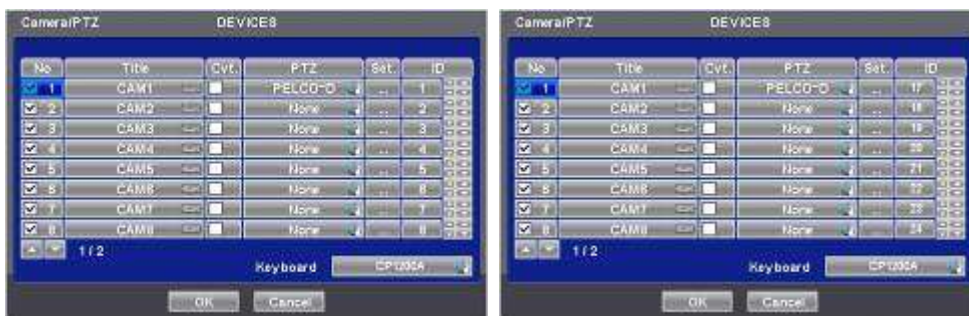 Camera/PTZ DEVICES
No Title Cvt. PTZ Set. ID
1 CAM1 PELCO-D .. 1
2 CAM2 None .. 2
3 CAM3 None .. 3
4 CAM4 None .. 4
5 CAM5 None .. 5
6 CAM6 None .. 6
7 CAM7 None .. 7
8 CAM8 None .. 8
1 / 2
Keyboard CP1200A
OK Cancel
Camera/PTZ DEVICES
No Title Cvt. PTZ Set. ID
1 CAM1 PELCO-D .. 17
2 CAM2 None .. 18
3 CAM3 None .. 19
4 CAM4 None .. 20
5 CAM5 None .. 21
6 CAM6 None .. 22
7 CAM7 None .. 23
8 CAM8 None .. 24
1 / 2
Keyboard CP1200A
OK Cancel